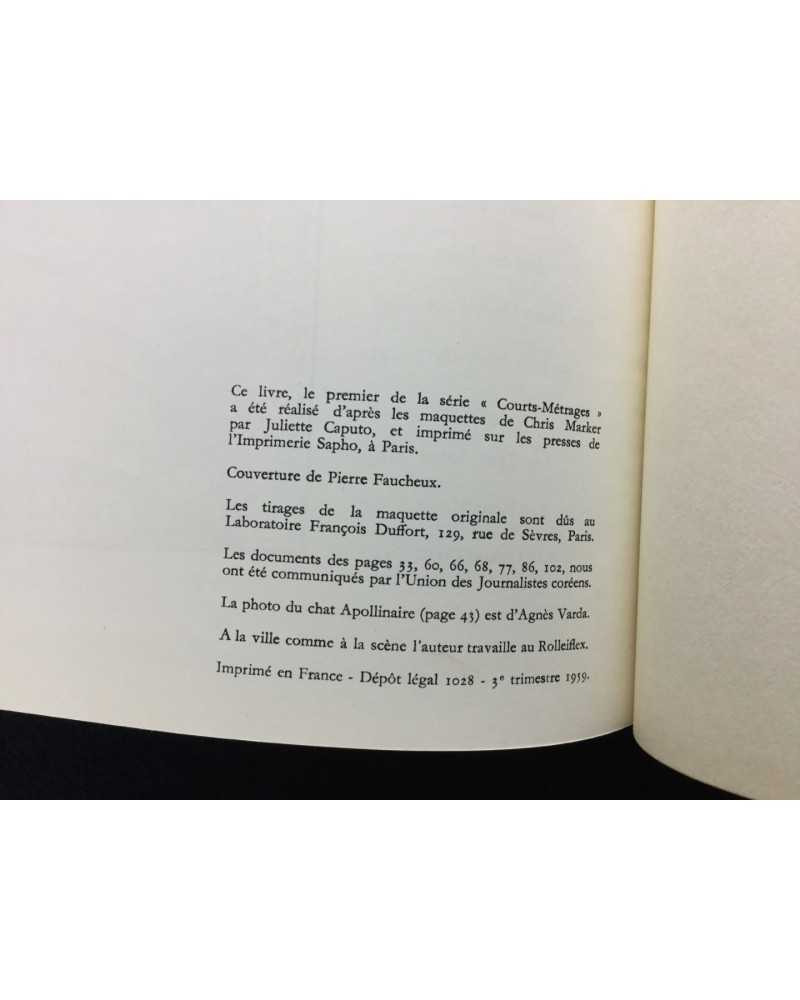 Ce livre, le premier de la série « Courts-Métrages »
a été réalisé d'après les maquettes de Chris Marker
par Juliette Caputo, et imprimé sur les presses de
l'Imprimerie Sapho, à Paris.
Couverture de Pierre Faucheux.
Les tirages de la maquette originale sont dûs au
Laboratoire François Duffort, 129, rue de Sèvres, Paris.
Les documents des pages 33, 60, 66, 68, 77, 86, 102, nous
ont été communiqués par l'Union des Journalistes coréens.
La photo du chat Apollinaire (page 43) est d'Agnès Varda.
A la ville comme à la scène l'auteur travaille au Rolleiflex.
Imprimé en France - Dépôt légal 1028 - 3e trimestre 1959.